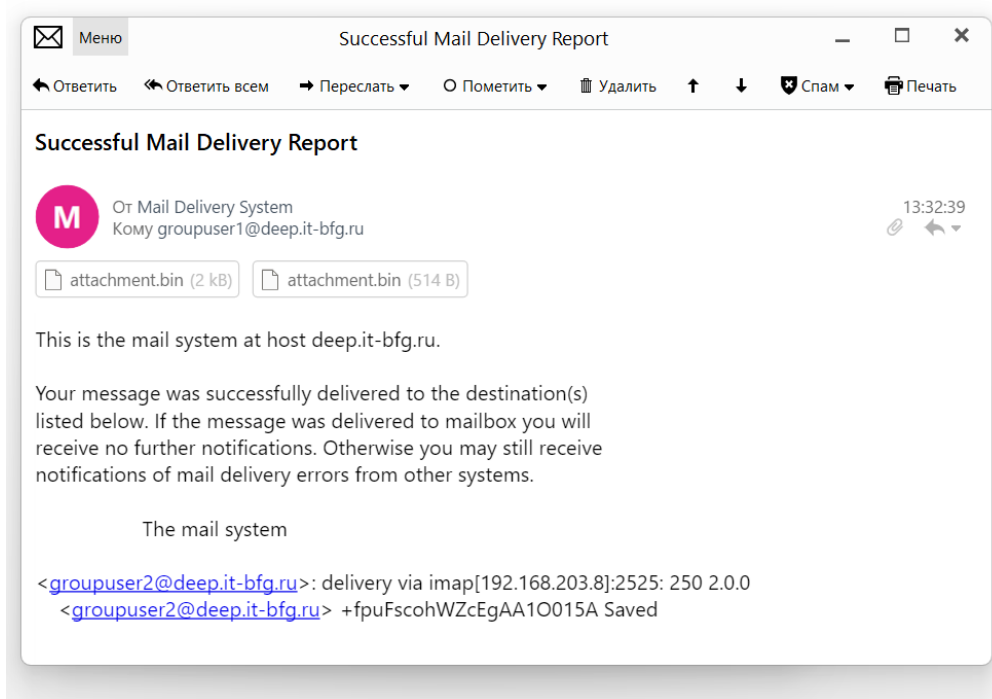 Меню
Successful Mail Delivery Report
Ответить Ответить всем Переслать Пометить Удалить Спам Печать
Successful Mail Delivery Report
M
От Mail Delivery System
13:32:39
Кому groupuser1@deep.it-bfg.ru
attachment.bin (2 kB) attachment.bin (514 B)
This is the mail system at host deep.it-bfg.ru.
Your message was successfully delivered to the destination(s)
listed below. If the message was delivered to mailbox you will
receive no further notifications. Otherwise you may still receive
notifications of mail delivery errors from other systems.
The mail system
<groupuser2@deep.it-bfg.ru>: delivery via imap[192.168.203.8]:2525: 250 2.0.0
<groupuser2@deep.it-bfg.ru> +fpuFscohWZcEgAA1O015A Saved